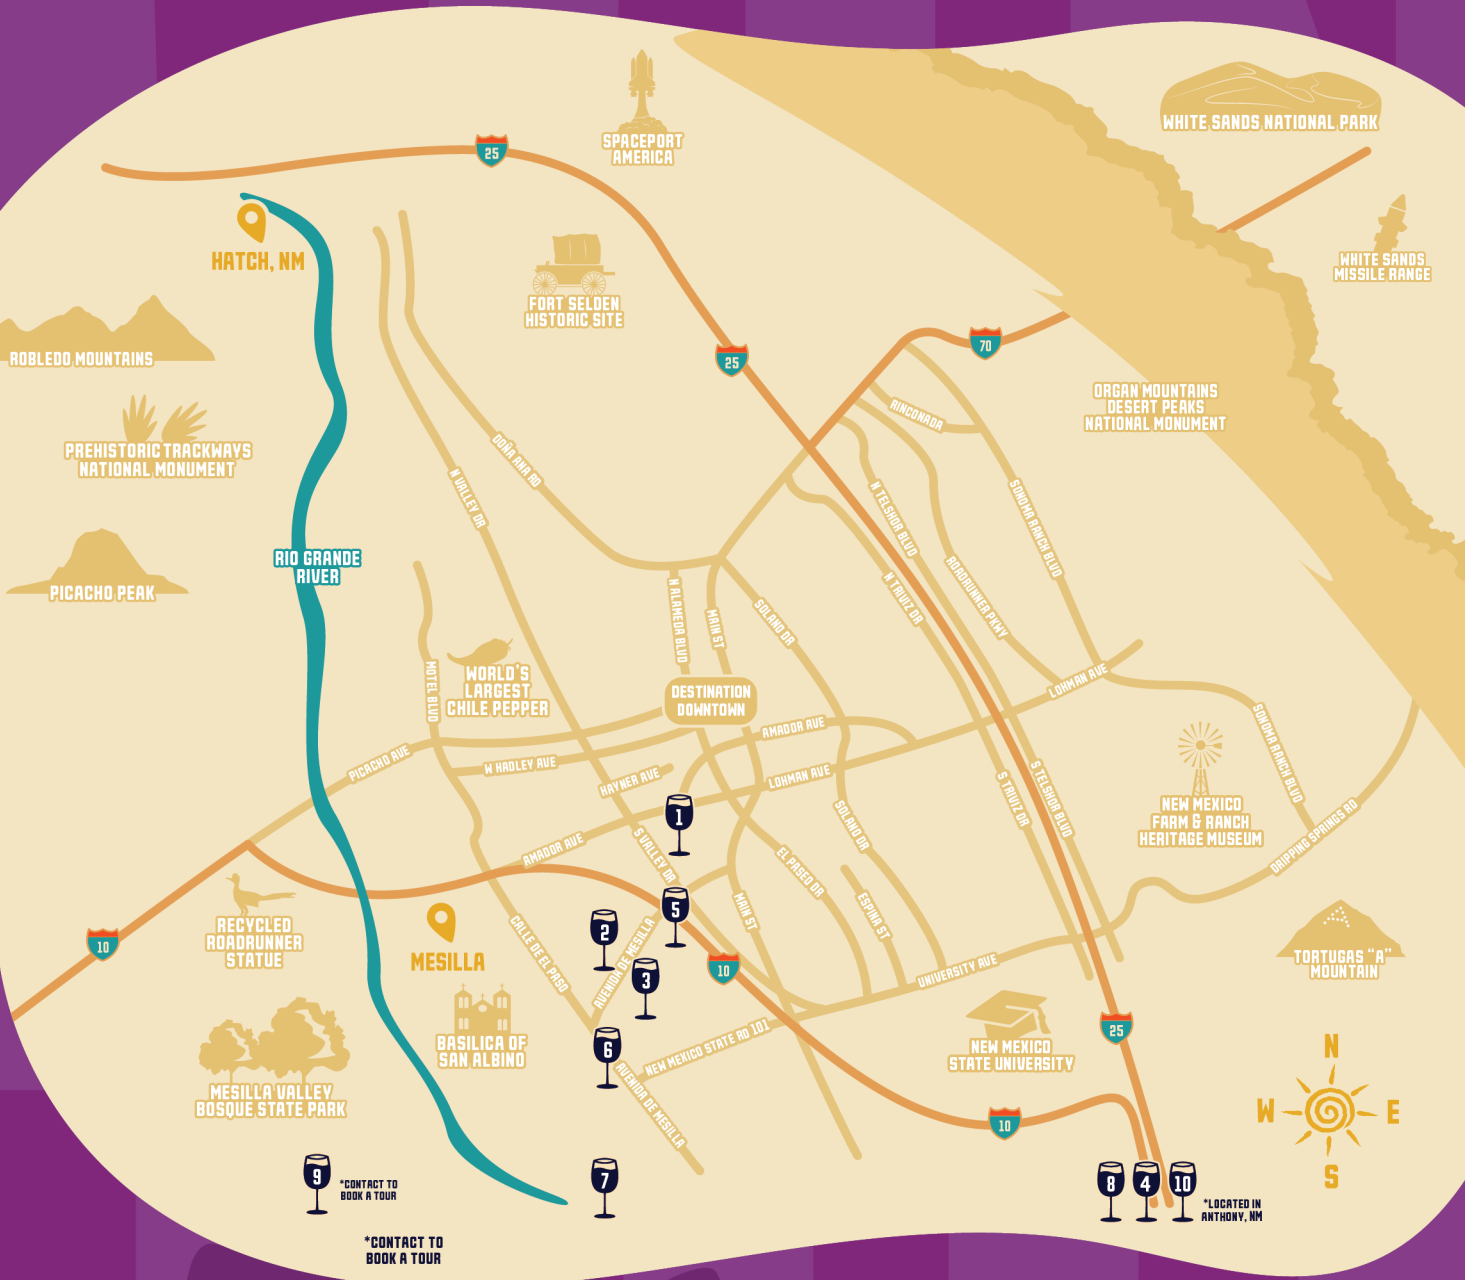 SPACEPORT
AMERICA
WHITE SANDS NATIONAL PARK
25
HATCH, NM
WHITE SANDS
MISSILE RANGE
FORT SELDEN
HISTORIC SITE
ROBLEDO MOUNTAINS
25
70
ORGAN MOUNTAINS
DESERT PEAKS
NATIONAL MONUMENT
RINCONADA
PREHISTORIC TRACKWAYS
NATIONAL MONUMENT
DOÑA ANA RD
N VALLEY DR
N TELSHOR BLVD
SONOMA RANCH BLVD
RIO GRANDE
RIVER
PICACHO PEAK
N ALAMEDA BLVD
MAIN ST
SOLANO DR
N TRIVIZ DR
ROADRUNNER PKWY
MOTEL BLVD
WORLD'S
LARGEST
CHILE PEPPER
DESTINATION
DOWNTOWN
LOHMAN AVE
AMADOR AVE
PICACHO AVE
W HADLEY AVE
HAYNER AVE
LOHMAN AVE
S TRIVIZ DR
S TELSHOR BLVD
SONOMA RANCH BLVD
NEW MEXICO
FARM & RANCH
HERITAGE MUSEUM
DRIPPING SPRINGS RD
1
AMADOR AVE
S VALLEY DR
SOLANO DR
EL PASEO DR
ESPINA ST
MAIN ST
RECYCLED
ROADRUNNER
STATUE
10
MESILLA
CALLE DE EL PASO
2
5
AVENIDA DE MESILLA
3
10
UNIVERSITY AVE
TORTUGAS "A"
MOUNTAIN
BASILICA OF
SAN ALBINO
6
NEW MEXICO STATE RD 101
AVENIDA DE MESILLA
NEW MEXICO
STATE UNIVERSITY
25
MESILLA VALLEY
BOSQUE STATE PARK
10
N
W
E
S
9
*CONTACT TO
BOOK A TOUR
7
8
4
10
*LOCATED IN
ANTHONY, NM
*CONTACT TO
BOOK A TOUR